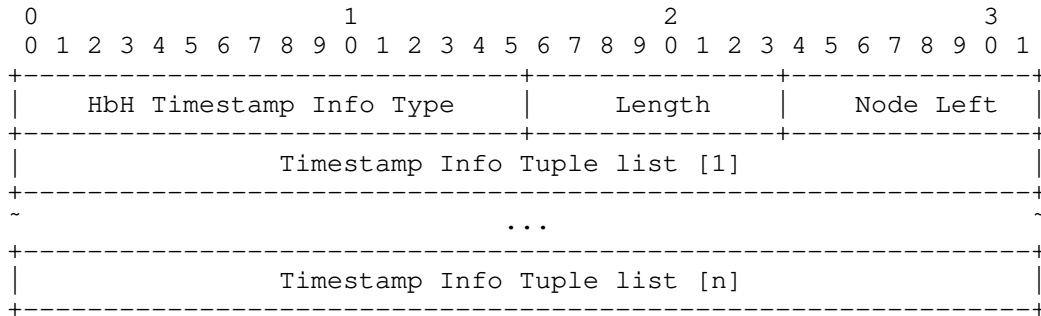 0                   1                   2                   3
0 1 2 3 4 5 6 7 8 9 0 1 2 3 4 5 6 7 8 9 0 1 2 3 4 5 6 7 8 9 0 1
+-------------------------------+---------------+---------------+
|    HbH Timestamp Info Type    |     Length    |    Node Left  |
+-------------------------------+---------------+---------------+
|                Timestamp Info Tuple list [1]                  |
+---------------------------------------------------------------+
~                              ...                              ~
+---------------------------------------------------------------+
|                Timestamp Info Tuple list [n]                  |
+---------------------------------------------------------------+